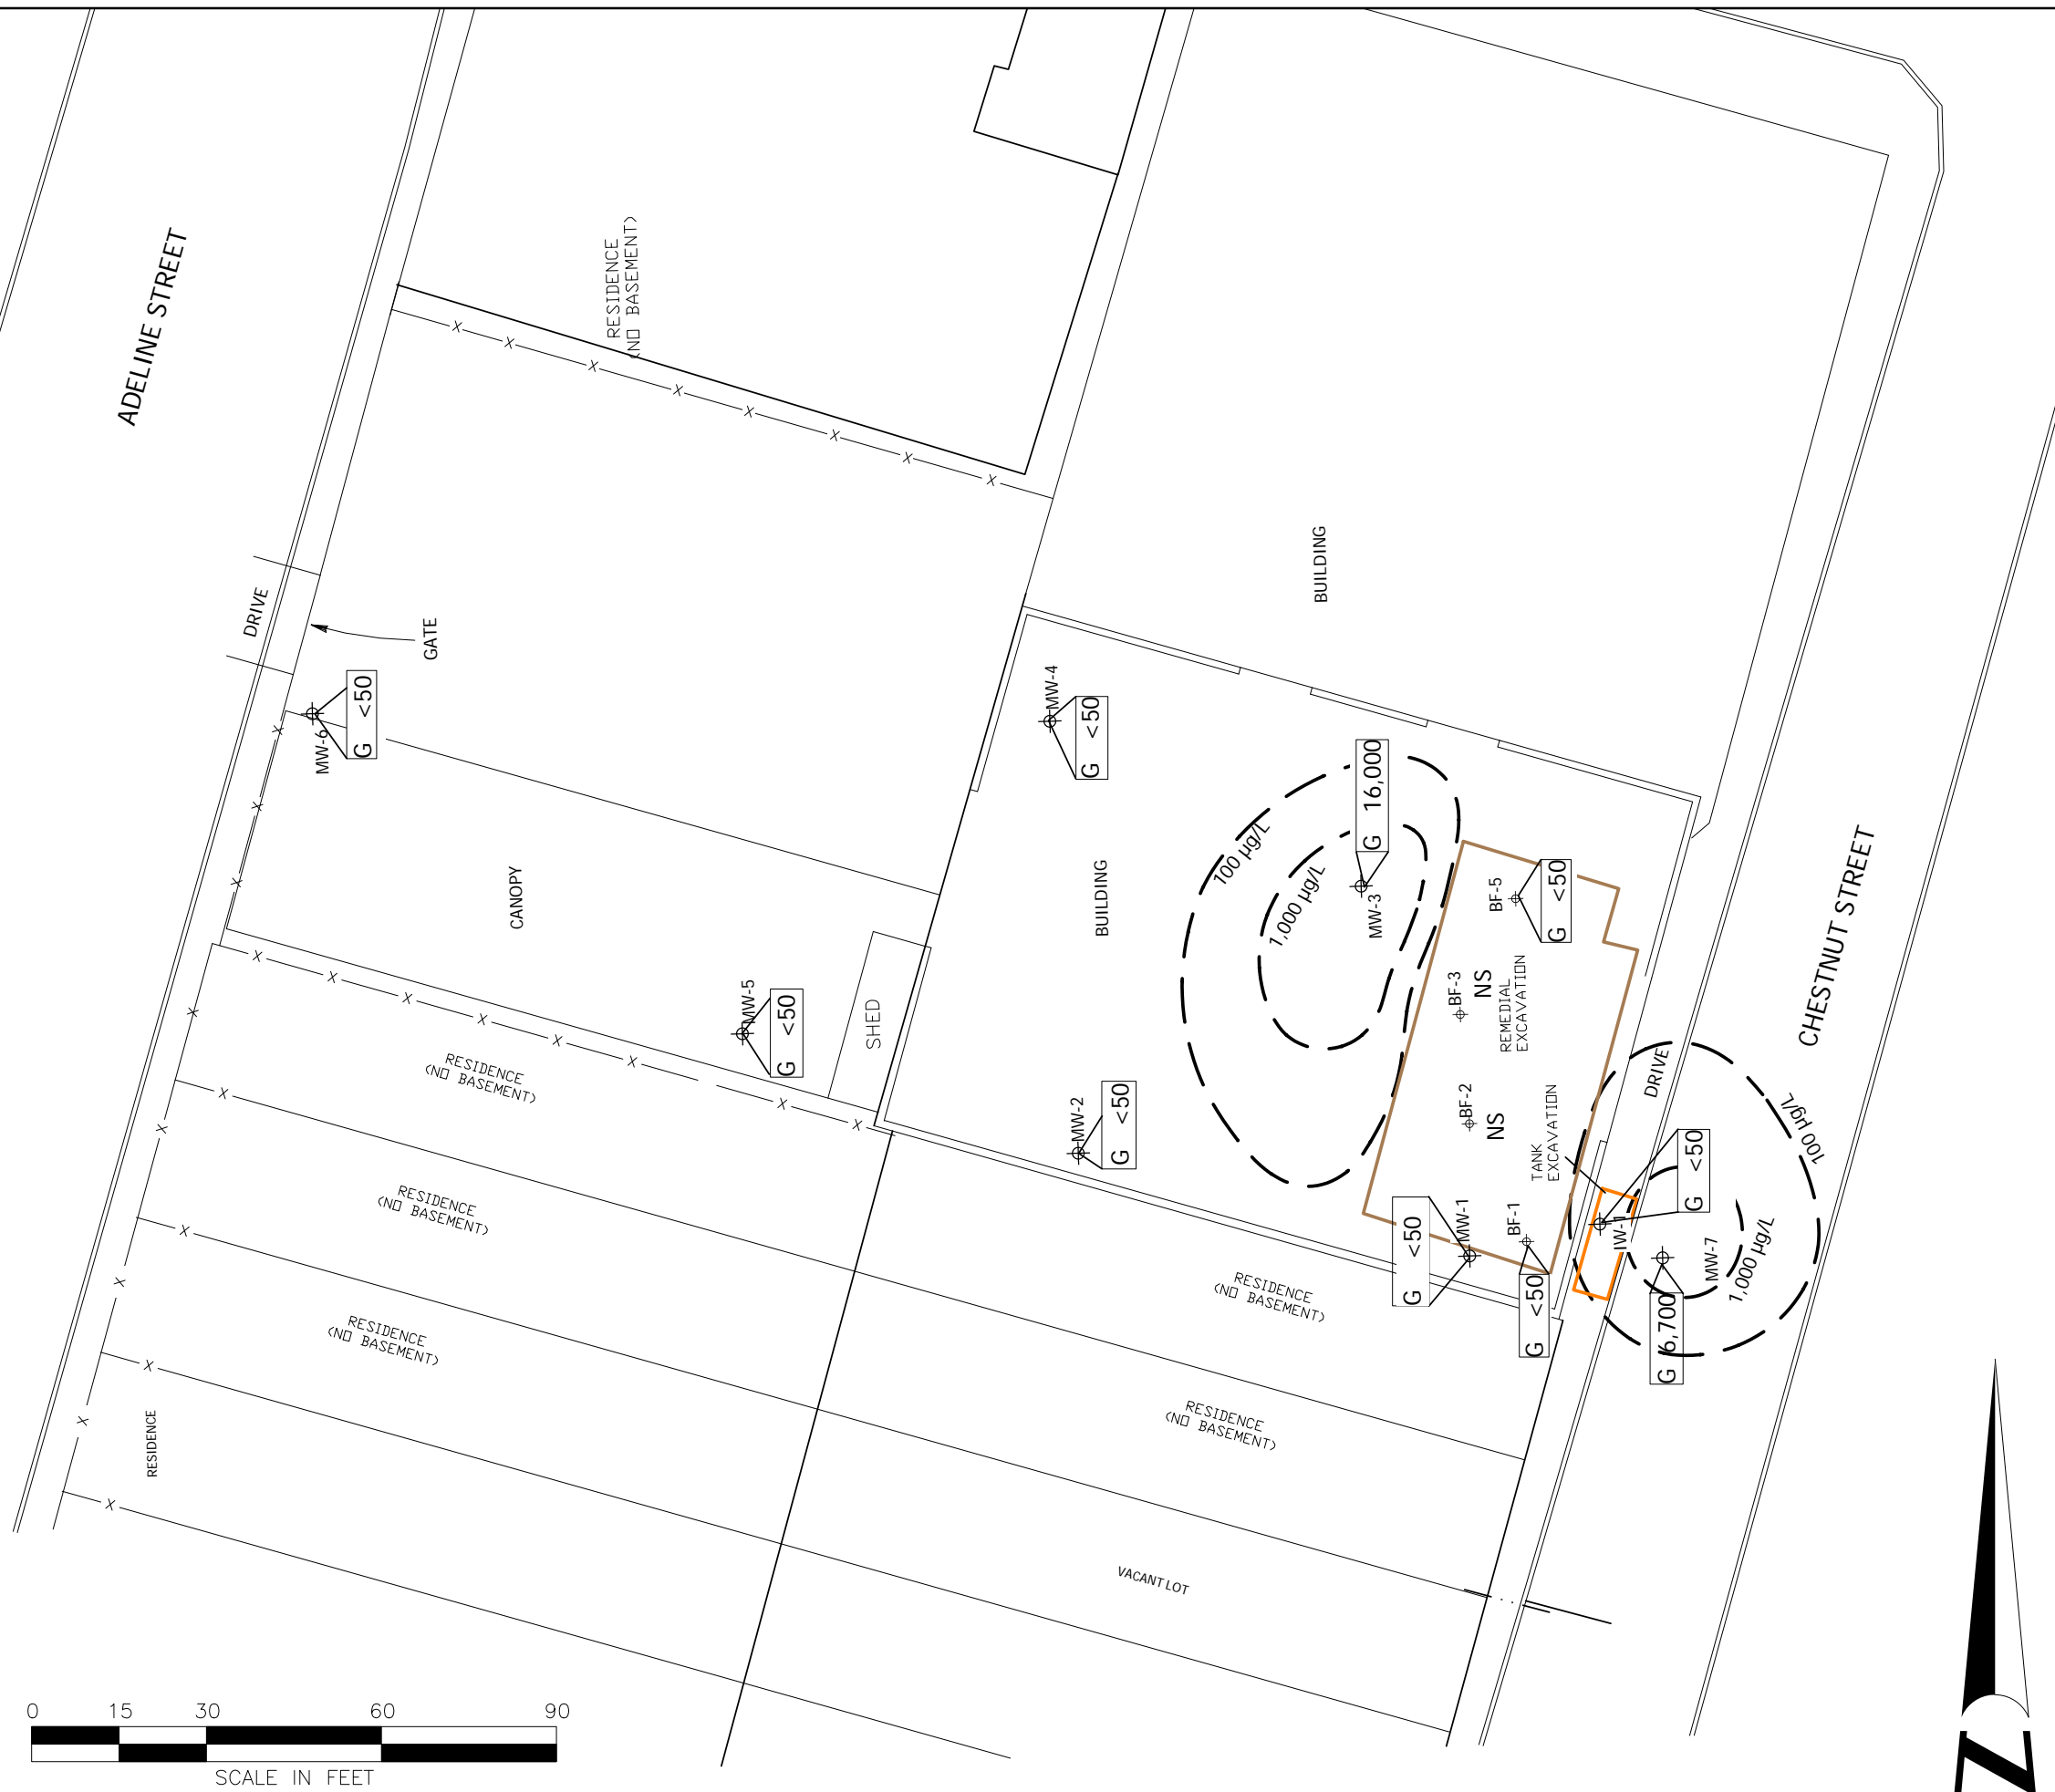 ADELINE STREET
RESIDENCE
(NO BASEMENT)
BUILDING
DRIVE
GATE
MW-6
G <50
MW-4
G <50
G 16,000
MW-3
100 µg/L
1,000 µg/L
CANOPY
BUILDING
BF-5
G <50
CHESTNUT STREET
MW-5
G <50
SHED
BF-3
NS
REMEDIAL
EXCAVATION
RESIDENCE
(NO BASEMENT)
MW-2
G <50
BF-2
NS
TANK
EXCAVATION
DRIVE
100 µg/L
G <50
IW-1
RESIDENCE
(NO BASEMENT)
G <50
MW-1
BF-1
G <50
MW-7
1,000 µg/L
G 6,700
RESIDENCE
(NO BASEMENT)
RESIDENCE
(NO BASEMENT)
RESIDENCE
RESIDENCE
(NO BASEMENT)
VACANT LOT
0 15 30 60 90
SCALE IN FEET
Z